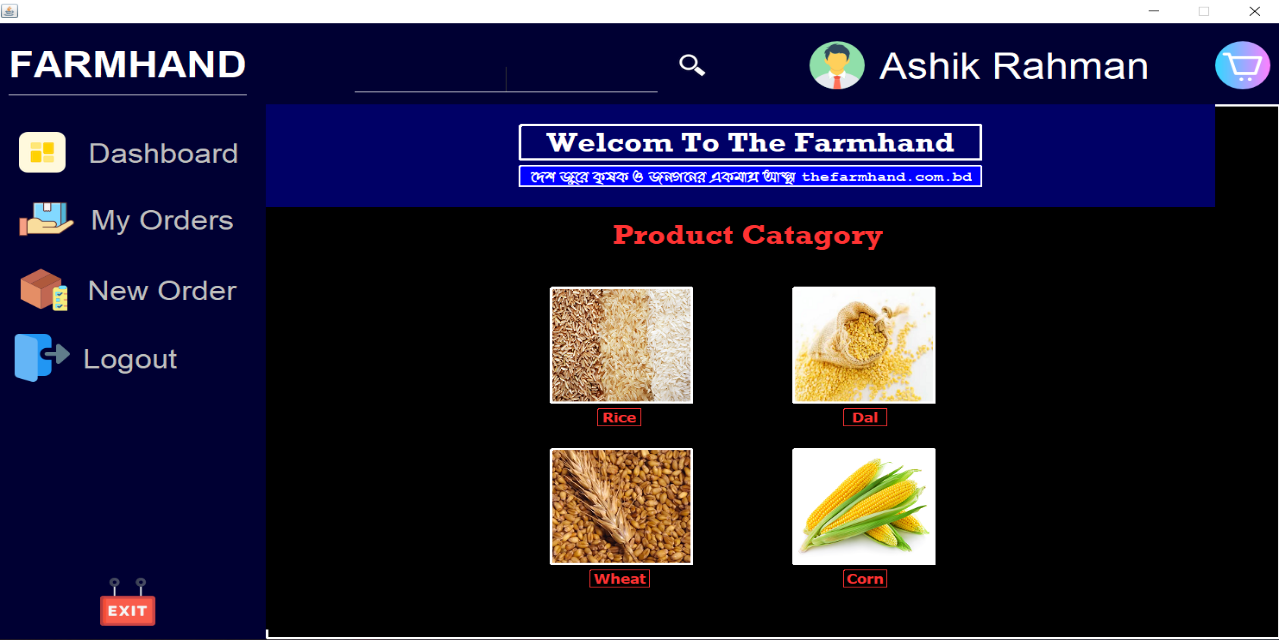 FARMHAND
Ashik Rahman
Dashboard
My Orders
New Order
Logout
EXIT
Welcom To The Farmhand
দেশ জুরে কৃষক ও জনগনের একমাত্র আস্থা thefarmhand.com.bd
Product Catagory
Rice
Dal
Wheat
Corn